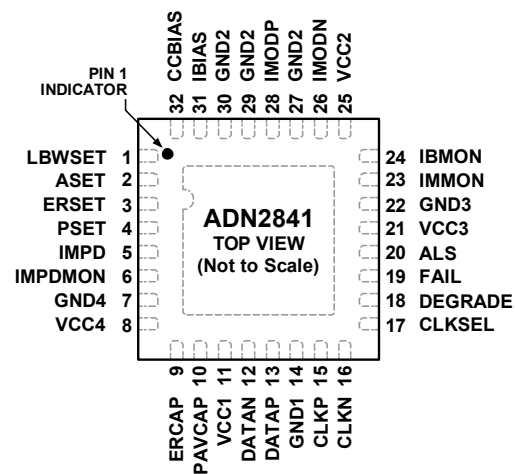 CCBIAS
IBIAS
GND2
GND2
IMODP
GND2
IMODN
VCC2
32 31 30 29 28 27 26 25
PIN 1
INDICATOR
LBWSET 1
ASET 2
ERSET 3
PSET 4
IMPD 5
IMPDMON 6
GND4 7
VCC4 8
ADN2841
TOP VIEW
(Not to Scale)
24 IBMON
23 IMMON
22 GND3
21 VCC3
20 ALS
19 FAIL
18 DEGRADE
17 CLKSEL
9 10 11 12 13 14 15 16
ERCAP
PAVCAP
VCC1
DATAN
DATAP
GND1
CLKP
CLKN